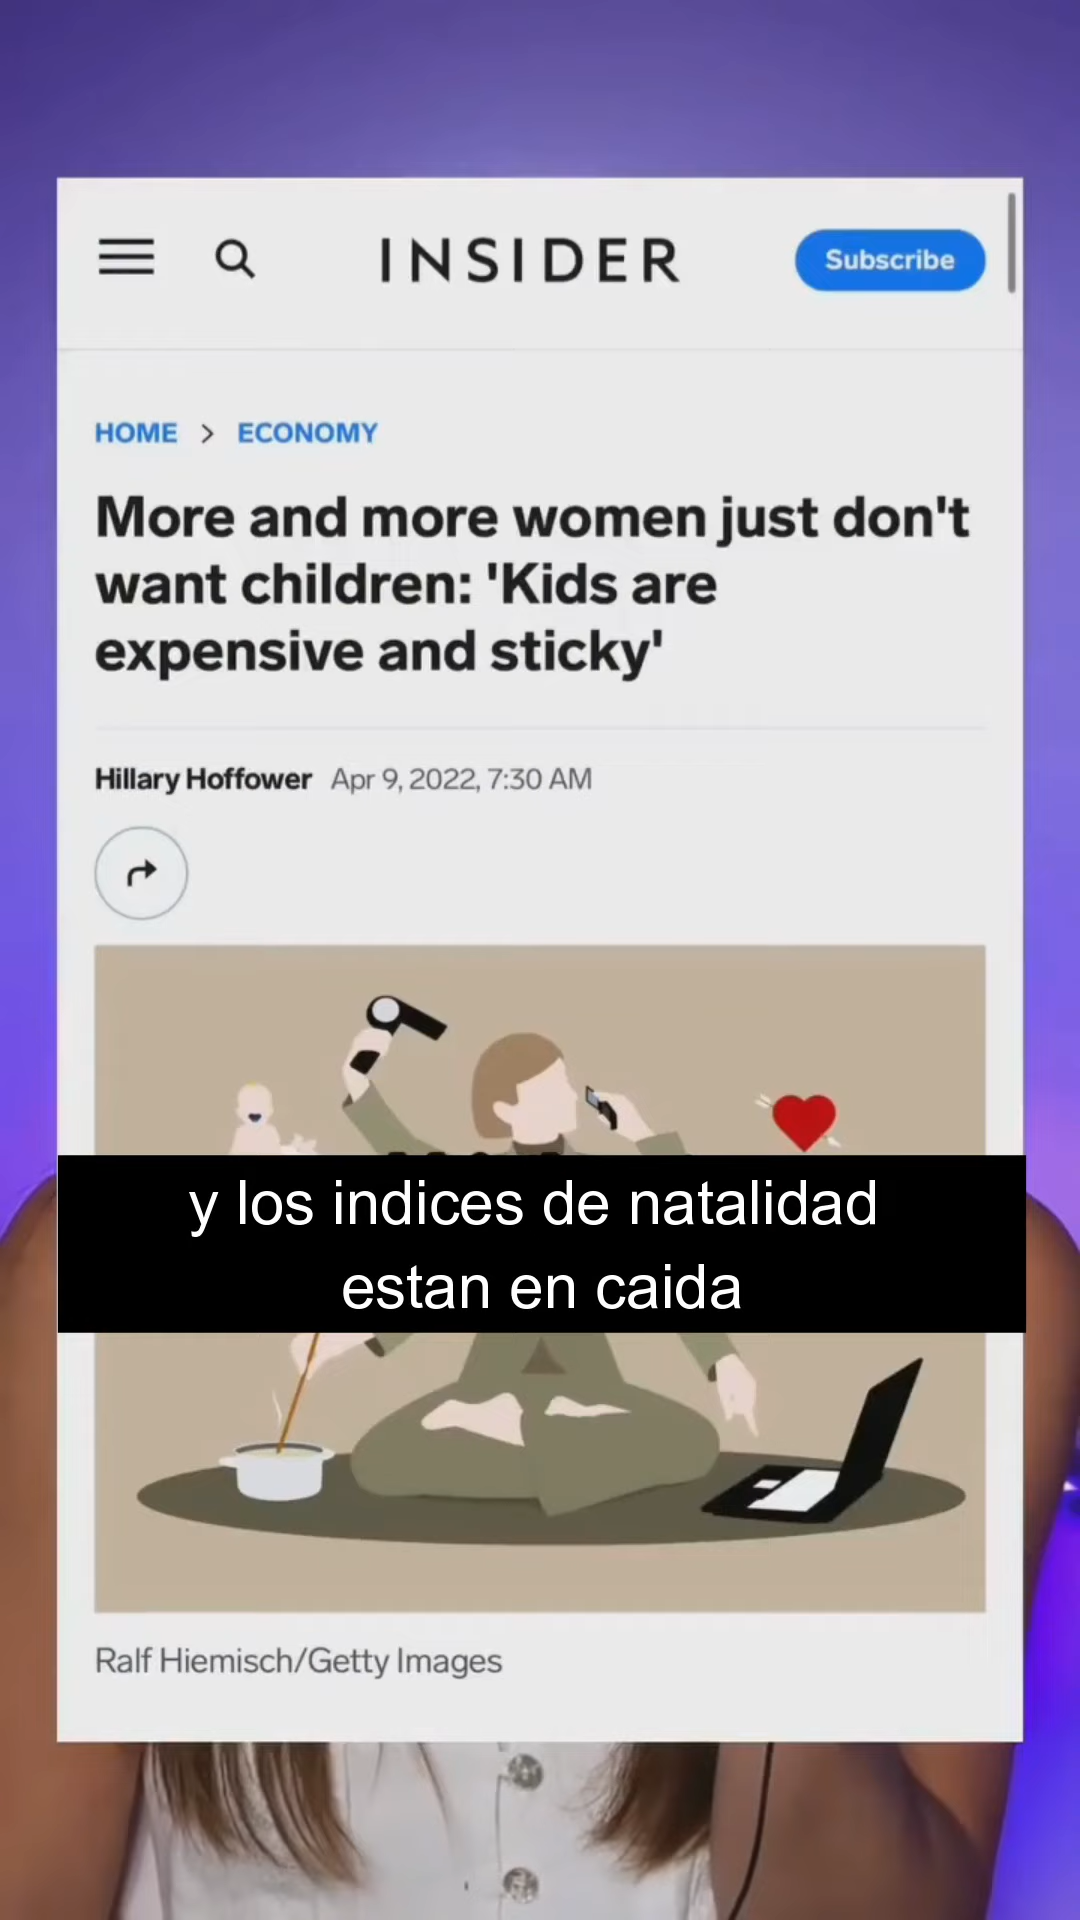 INSIDER
Subscribe
HOME > ECONOMY
More and more women just don't
want children: 'Kids are
expensive and sticky'
Hillary Hoffower Apr 9, 2022, 7:30 AM
y los indices de natalidad
estan en caida
Ralf Hiemisch/Getty Images